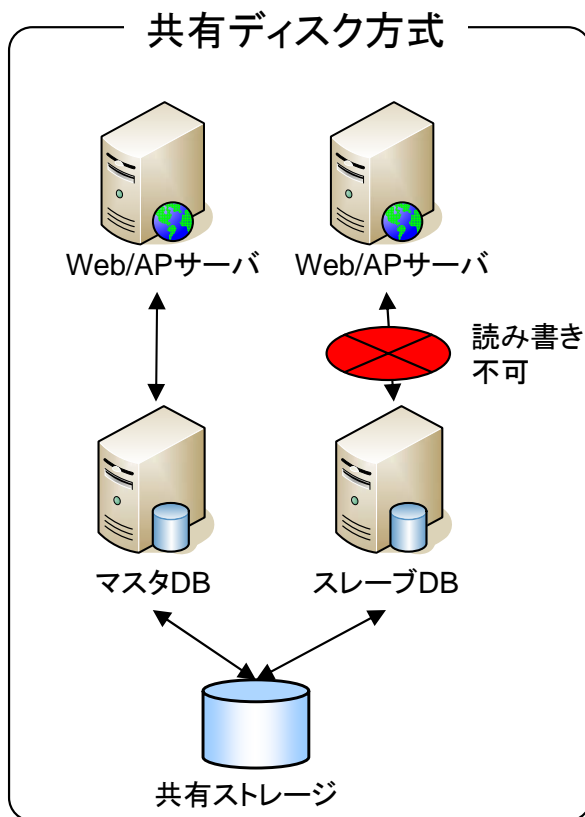 共有ディスク方式
Web/APサーバ
Web/APサーバ
読み書き
不可
マスタDB
スレーブDB
共有ストレージ